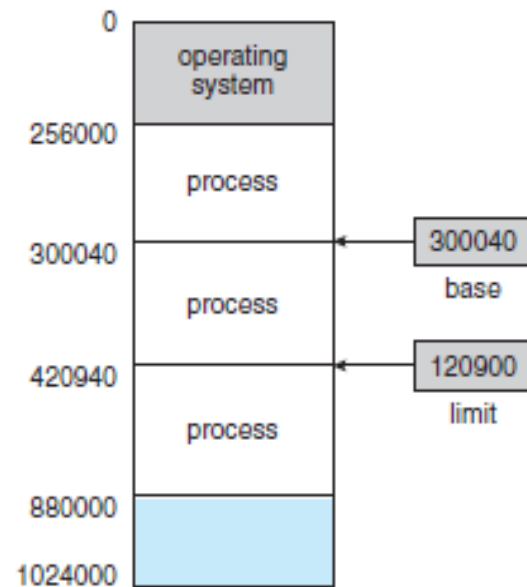 0
operating
system
256000
process
300040
300040
base
process
420940
120900
limit
process
880000
1024000